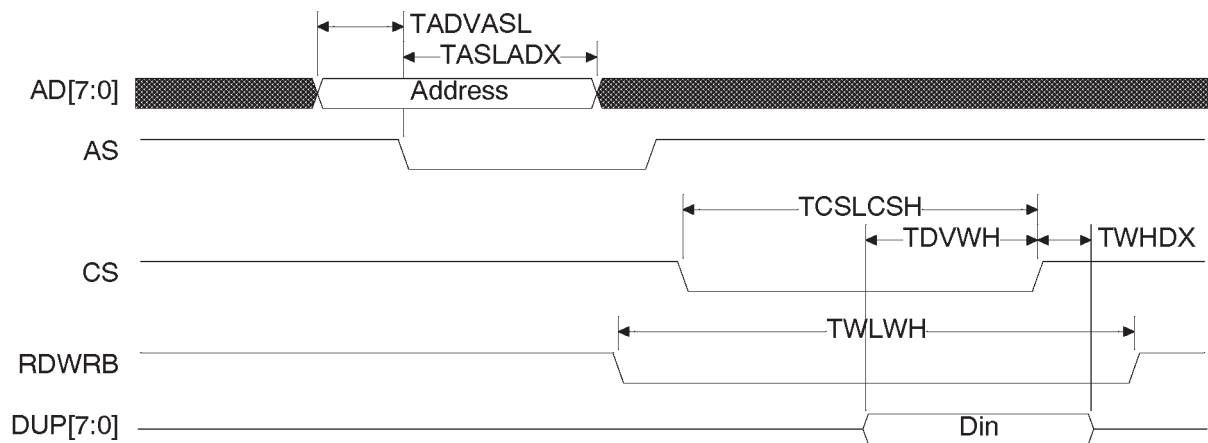 TADVASL
TASLADX
AD[7:0] Address
AS
TCSLCSH
TDVWH TWHDX
CS
TWLWH
RDWRB
DUP[7:0] Din